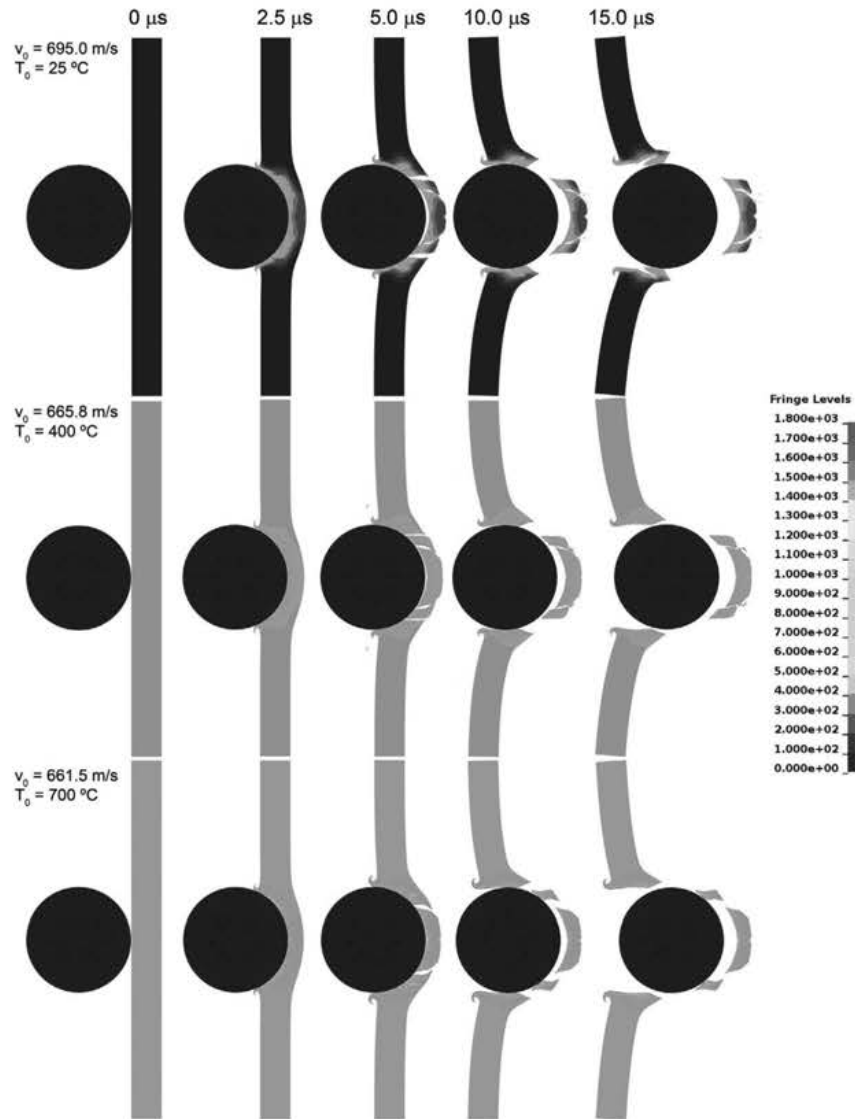 0 µs 2.5 µs 5.0 µs 10.0 µs 15.0 µs
v₀ = 695.0 m/s
T₀ = 25 ºC
v₀ = 665.8 m/s
T₀ = 400 ºC
Fringe Levels
1.800e+03
1.700e+03
1.600e+03
1.500e+03
1.400e+03
1.300e+03
1.200e+03
1.100e+03
1.000e+03
9.000e+02
8.000e+02
7.000e+02
6.000e+02
5.000e+02
4.000e+02
3.000e+02
2.000e+02
1.000e+02
0.000e+00
v₀ = 661.5 m/s
T₀ = 700 ºC